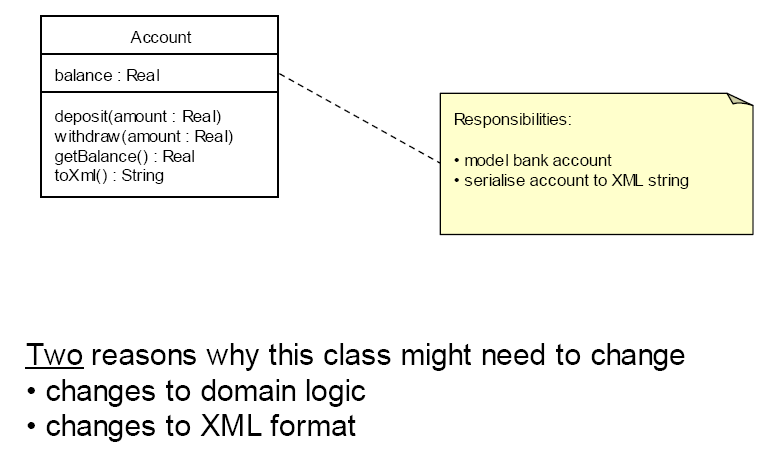 Account
balance : Real
deposit(amount : Real)
withdraw(amount : Real)
getBalance() : Real
toXml() : String
Responsibilities:
• model bank account
• serialise account to XML string
Two reasons why this class might need to change
• changes to domain logic
• changes to XML format